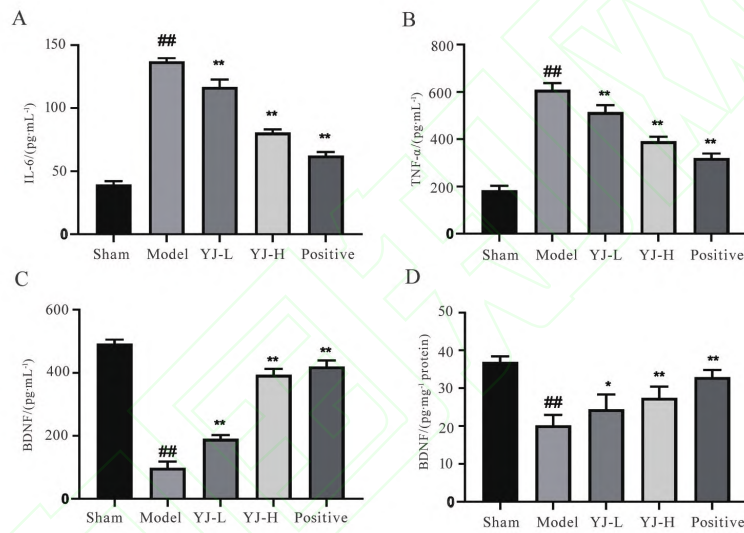 A
IL-6/(pg·mL⁻¹)
150
100
50
0
##
**
**
**
Sham Model YJ-L YJ-H Positive
B
TNF-α/(pg·mL⁻¹)
800
600
400
200
0
##
**
**
**
Sham Model YJ-L YJ-H Positive
C
BDNF/(pg·mL⁻¹)
600
400
200
0
##
**
**
**
Sham Model YJ-L YJ-H Positive
D
BDNF/(pg·mg⁻¹ protein)
50
40
30
20
10
0
##
*
**
**
Sham Model YJ-L YJ-H Positive